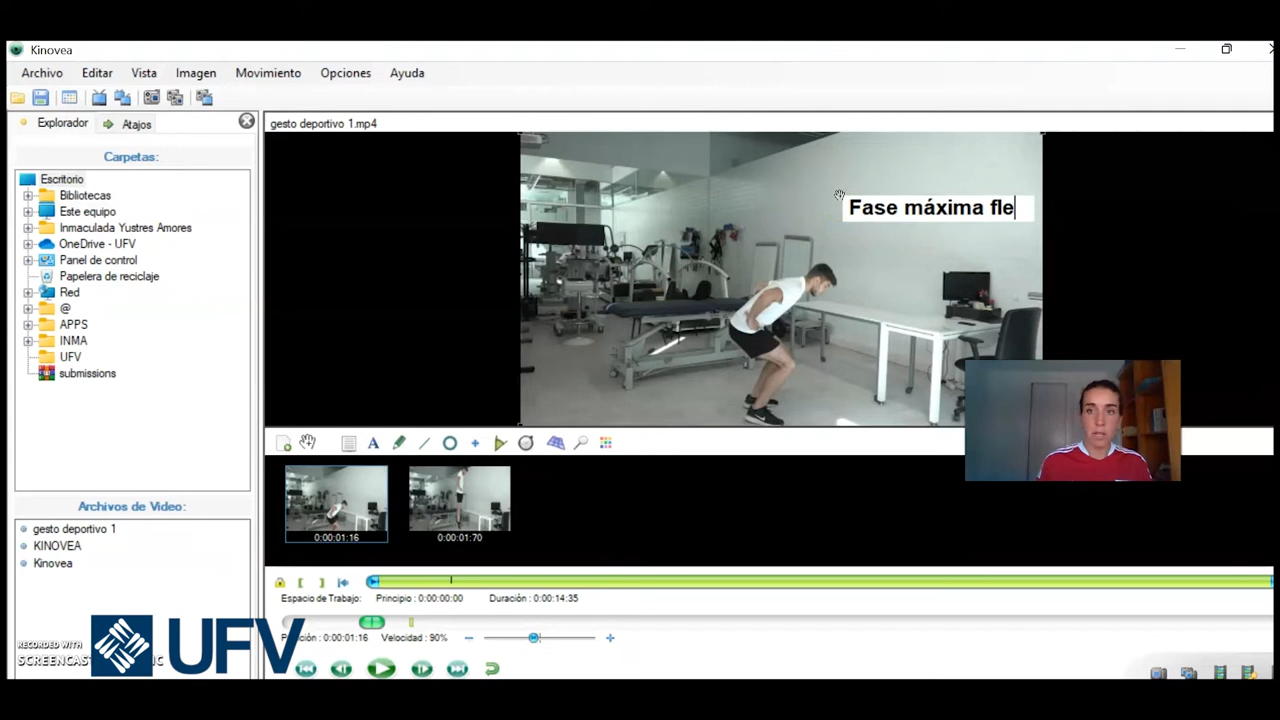 Kinovea
Archivo Editar Vista Imagen Movimiento Opciones Ayuda
Explorador Atajos
gesto deportivo 1.mp4
Carpetas:
Escritorio
Bibliotecas
Este equipo
Inmaculada Yustres Amores
OneDrive - UFV
Panel de control
Papelera de reciclaje
Red
@
APPS
INMA
UFV
submissions
Fase máxima fle
0:00:01:16 0:00:01:70
Archivos de Video:
gesto deportivo 1
KINOVEA
Kinovea
Espacio de Trabajo: Principio : 0:00:00:00 Duración : 0:00:14:35
: 0:00:01:16 Velocidad : 90%
RECORDED WITH
UFV